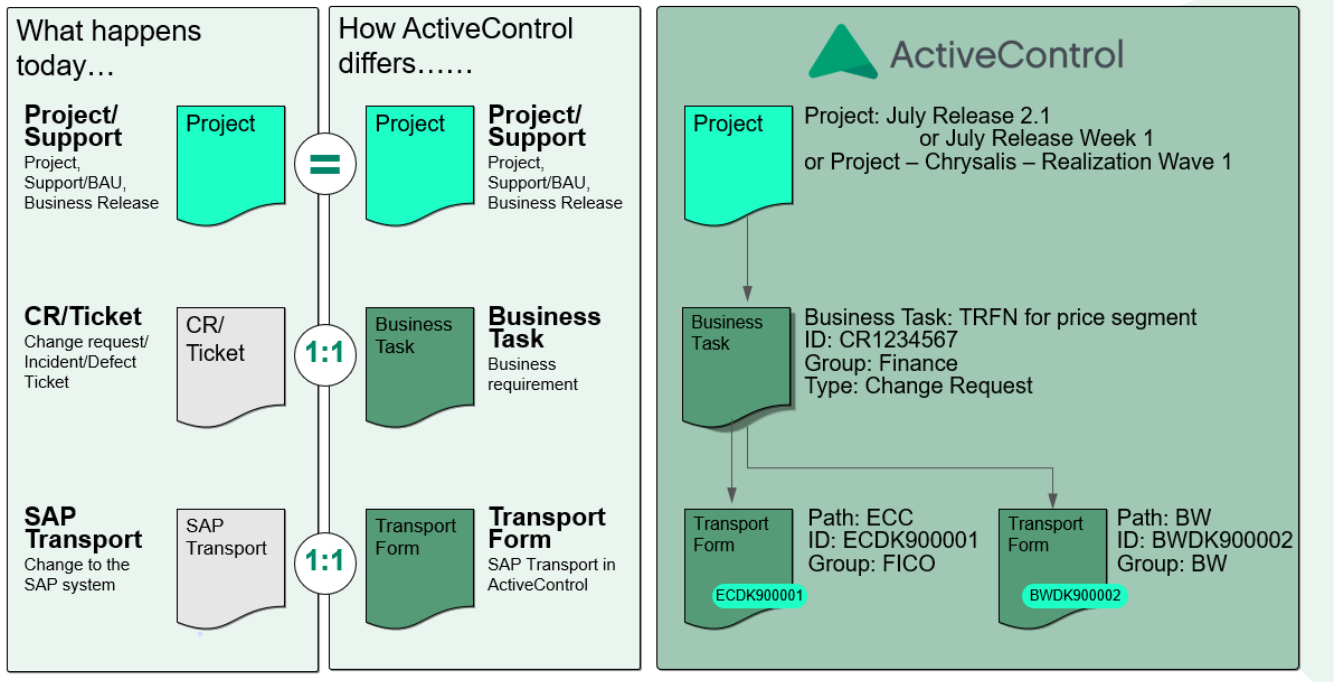 What happens
today…
Project/
Support
Project,
Support/BAU,
Business Release
Project
CR/Ticket
Change request/
Incident/Defect
Ticket
CR/
Ticket
SAP
Transport
Change to the
SAP system
SAP
Transport
=
1:1
1:1
How ActiveControl
differs……
Project
Project/
Support
Project,
Support/BAU,
Business Release
Business
Task
Business
Task
Business
requirement
Transport
Form
Transport
Form
SAP Transport in
ActiveControl
ActiveControl
Project
Project: July Release 2.1
or July Release Week 1
or Project – Chrysalis – Realization Wave 1
Business
Task
Business Task: TRFN for price segment
ID: CR1234567
Group: Finance
Type: Change Request
Transport
Form
ECDK900001
Path: ECC
ID: ECDK900001
Group: FICO
Transport
Form
BWDK900002
Path: BW
ID: BWDK900002
Group: BW